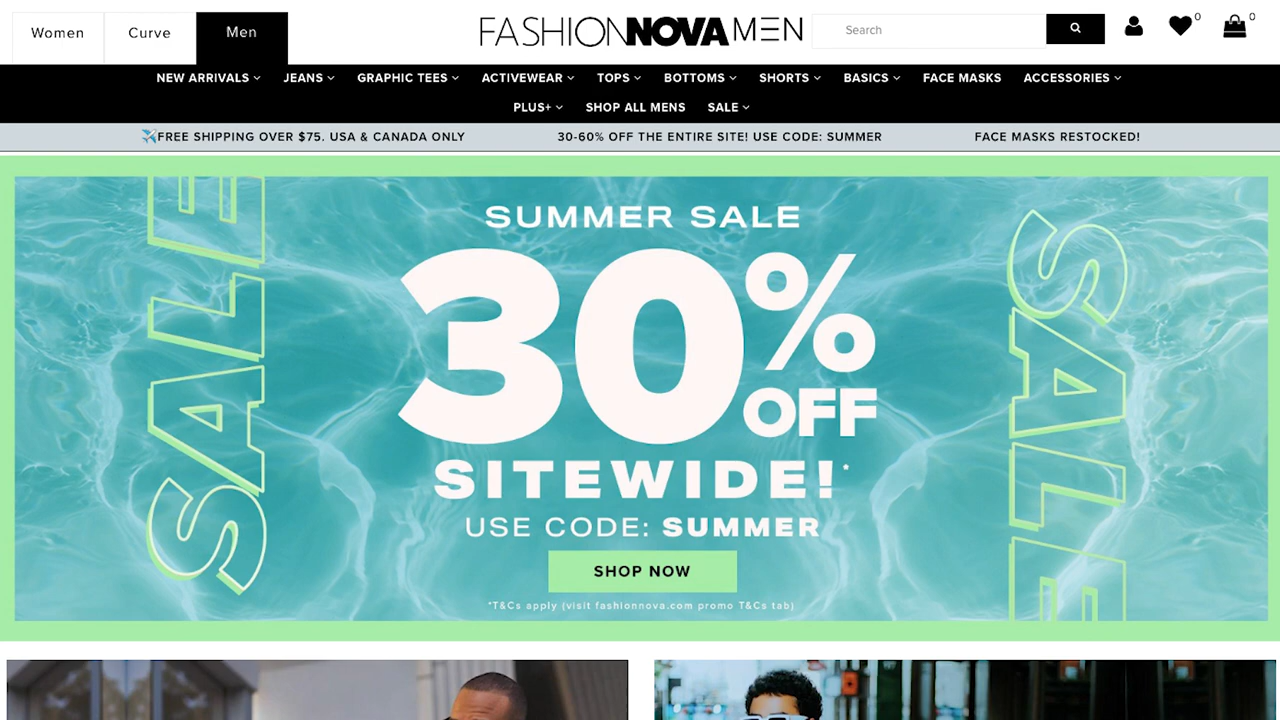 Women Curve Men
FASHIONNOVAMEN
Search
0
0
NEW ARRIVALS JEANS GRAPHIC TEES ACTIVEWEAR TOPS BOTTOMS SHORTS BASICS FACE MASKS ACCESSORIES
PLUS+ SHOP ALL MENS SALE
FREE SHIPPING OVER $75. USA & CANADA ONLY
30-60% OFF THE ENTIRE SITE! USE CODE: SUMMER
FACE MASKS RESTOCKED!
SALE
SUMMER SALE
30% OFF
SITEWIDE!*
USE CODE: SUMMER
SHOP NOW
*T&Cs apply (visit fashionnova.com promo T&Cs tab)
SALE